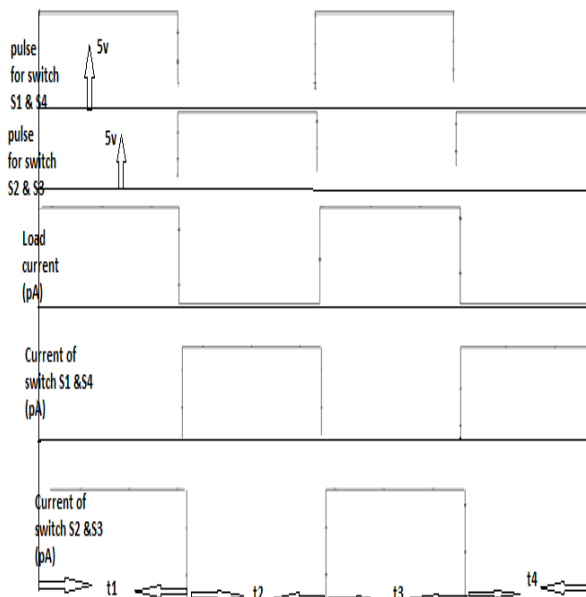 pulse
for switch
S1 & S4
5v
pulse
for switch
S2 & S3
5v
Load
current
(pA)
Current of
switch S1 &S4
(pA)
Current of
switch S2 &S3
(pA)
t1
t2
t3
t4